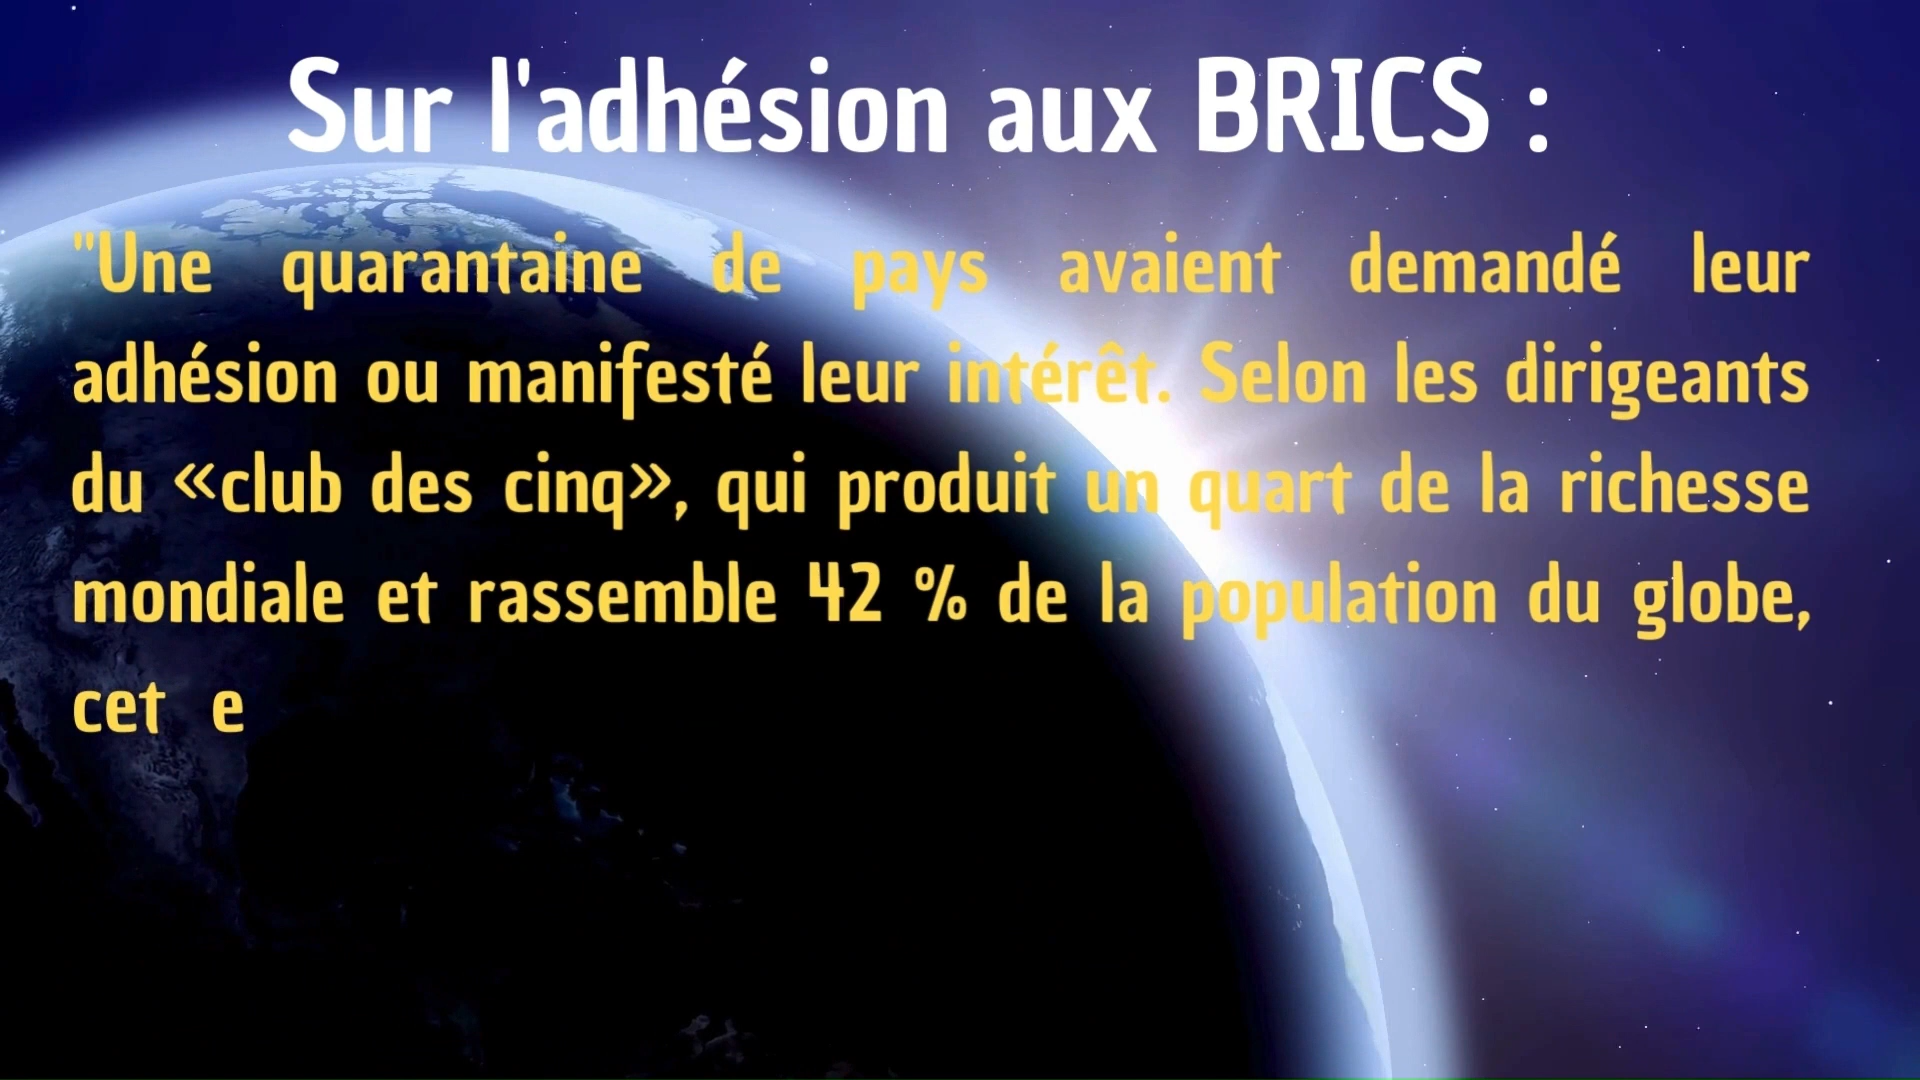 Sur l'adhésion aux BRICS :
"Une quarantaine de pays avaient demandé leur
adhésion ou manifesté leur intérêt. Selon les dirigeants
du «club des cinq», qui produit un quart de la richesse
mondiale et rassemble 42 % de la population du globe,
cet e